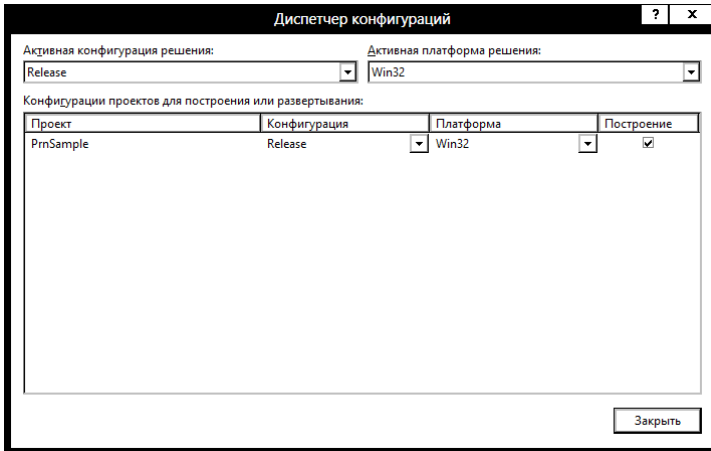 Диспетчер конфигураций
? x
Активная конфигурация решения: Активная платформа решения:
Release Win32
Конфигурации проектов для построения или развертывания:
Проект Конфигурация Платформа Построение
PrnSample Release Win32
Закрыть